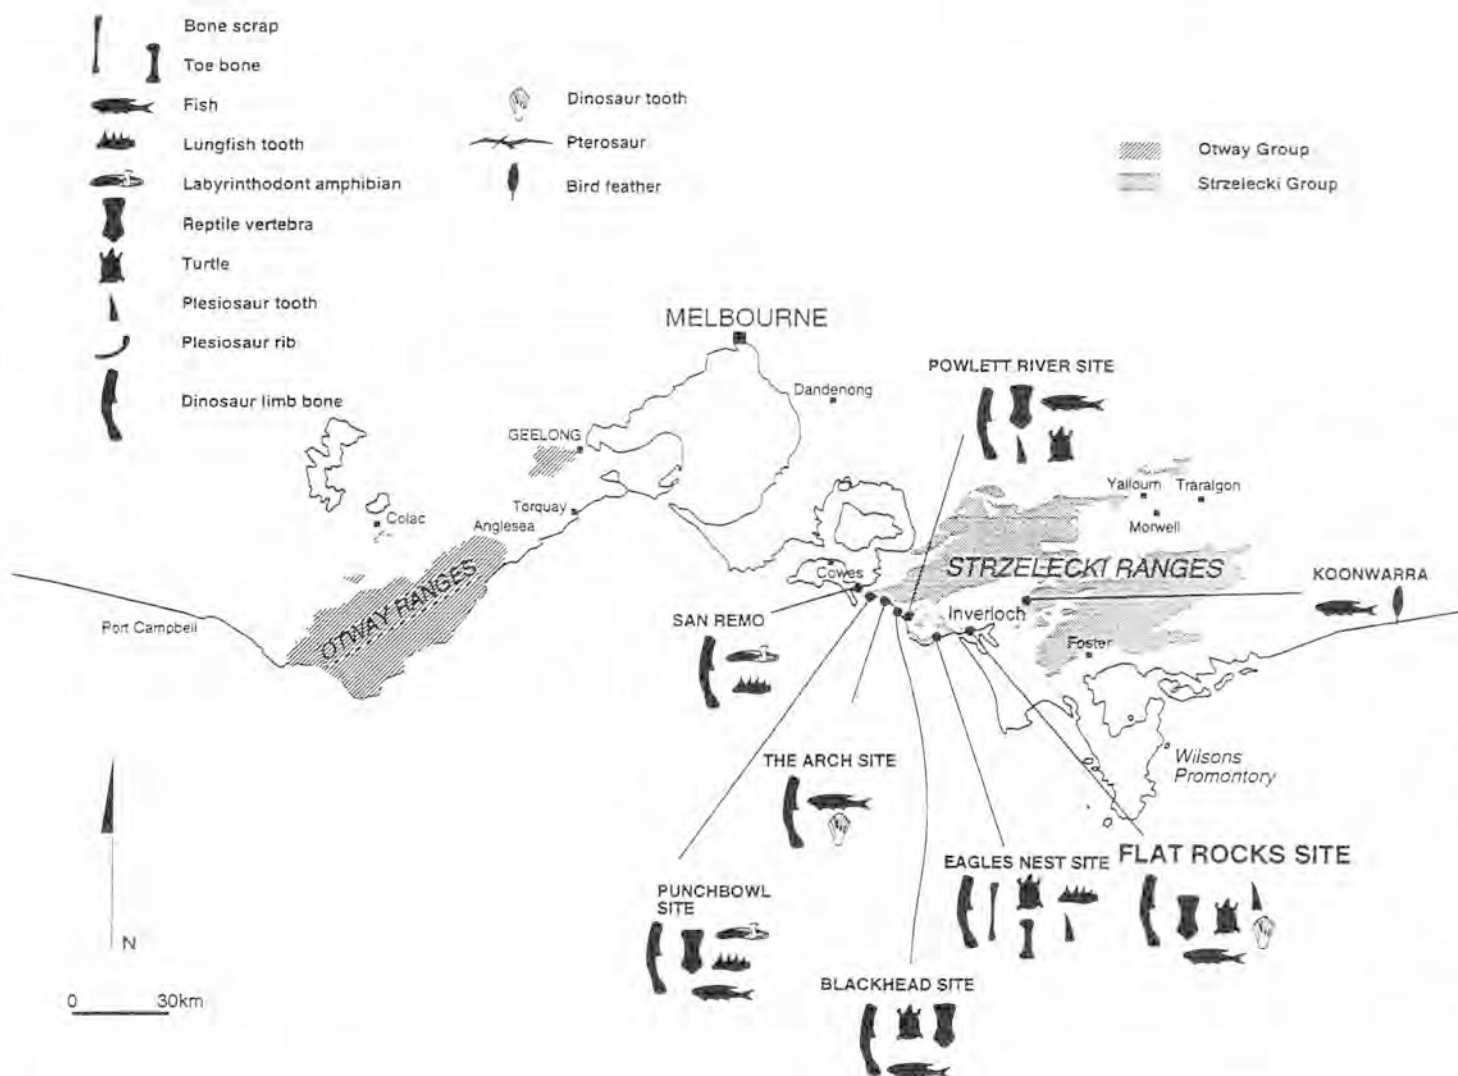 Bone scrap
Toe bone
Fish
Lungfish tooth
Labyrinthodont amphibian
Reptile vertebra
Turtle
Plesiosaur tooth
Plesiosaur rib
Dinosaur limb bone
Dinosaur tooth
Pterosaur
Bird feather
Otway Group
Strzelecki Group
MELBOURNE
Dandenong
GEELONG
Torquay
Anglesea
Colac
OTWAY RANGES
Port Campbell
POWLETT RIVER SITE
Yallourn
Traralgon
Morwell
STRZELECKI RANGES
Cowes
KOONWARRA
SAN REMO
Inverloch
Foster
Wilsons
Promontory
THE ARCH SITE
EAGLES NEST SITE
FLAT ROCKS SITE
PUNCHBOWL
SITE
BLACKHEAD SITE
N
0 30km